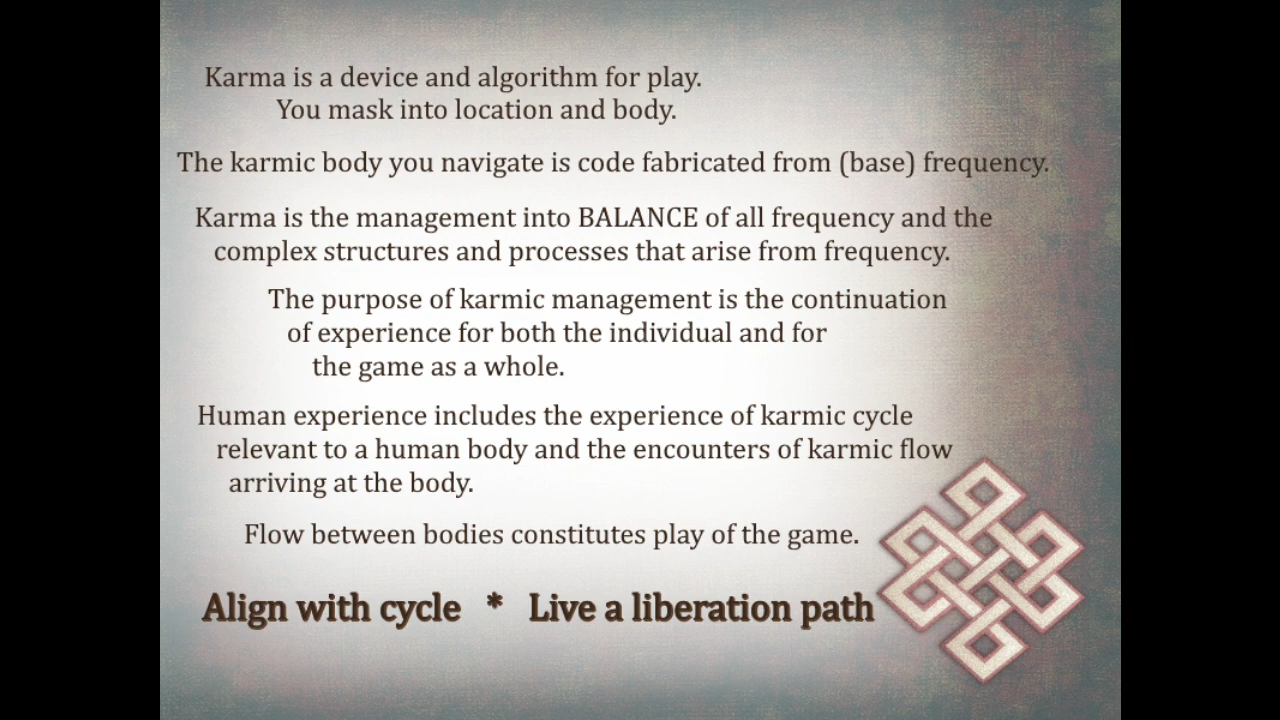 Karma is a device and algorithm for play.
You mask into location and body.
The karmic body you navigate is code fabricated from (base) frequency.
Karma is the management into BALANCE of all frequency and the
complex structures and processes that arise from frequency.
The purpose of karmic management is the continuation
of experience for both the individual and for
the game as a whole.
Human experience includes the experience of karmic cycle
relevant to a human body and the encounters of karmic flow
arriving at the body.
Flow between bodies constitutes play of the game.
Align with cycle * Live a liberation path